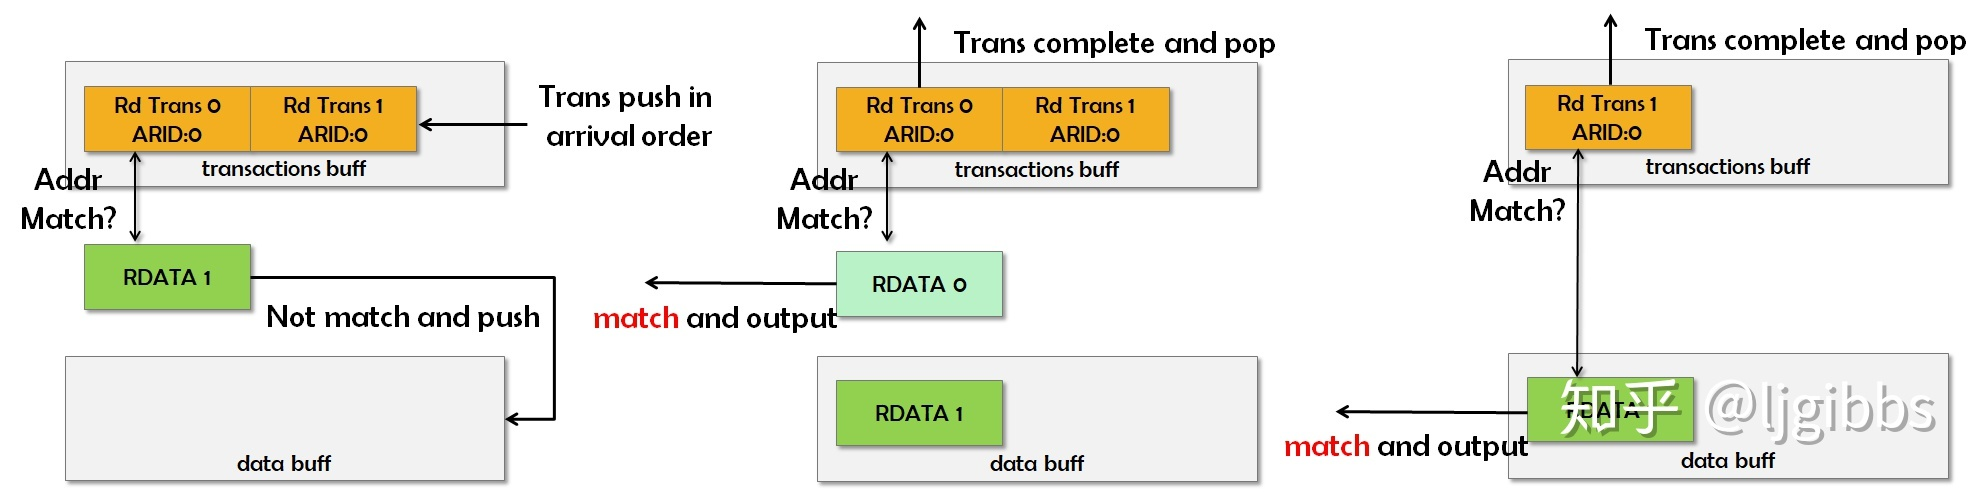 Rd Trans 0
ARID:0
Rd Trans 1
ARID:0
transactions buff
Trans push in
arrival order
Addr
Match?
RDATA 1
Not match and push
data buff
Trans complete and pop
Rd Trans 0
ARID:0
Rd Trans 1
ARID:0
transactions buff
Addr
Match?
RDATA 0
match and output
RDATA 1
data buff
Trans complete and pop
Rd Trans 1
ARID:0
transactions buff
Addr
Match?
RDATA
match and output
data buff
知乎 @ljgibbs